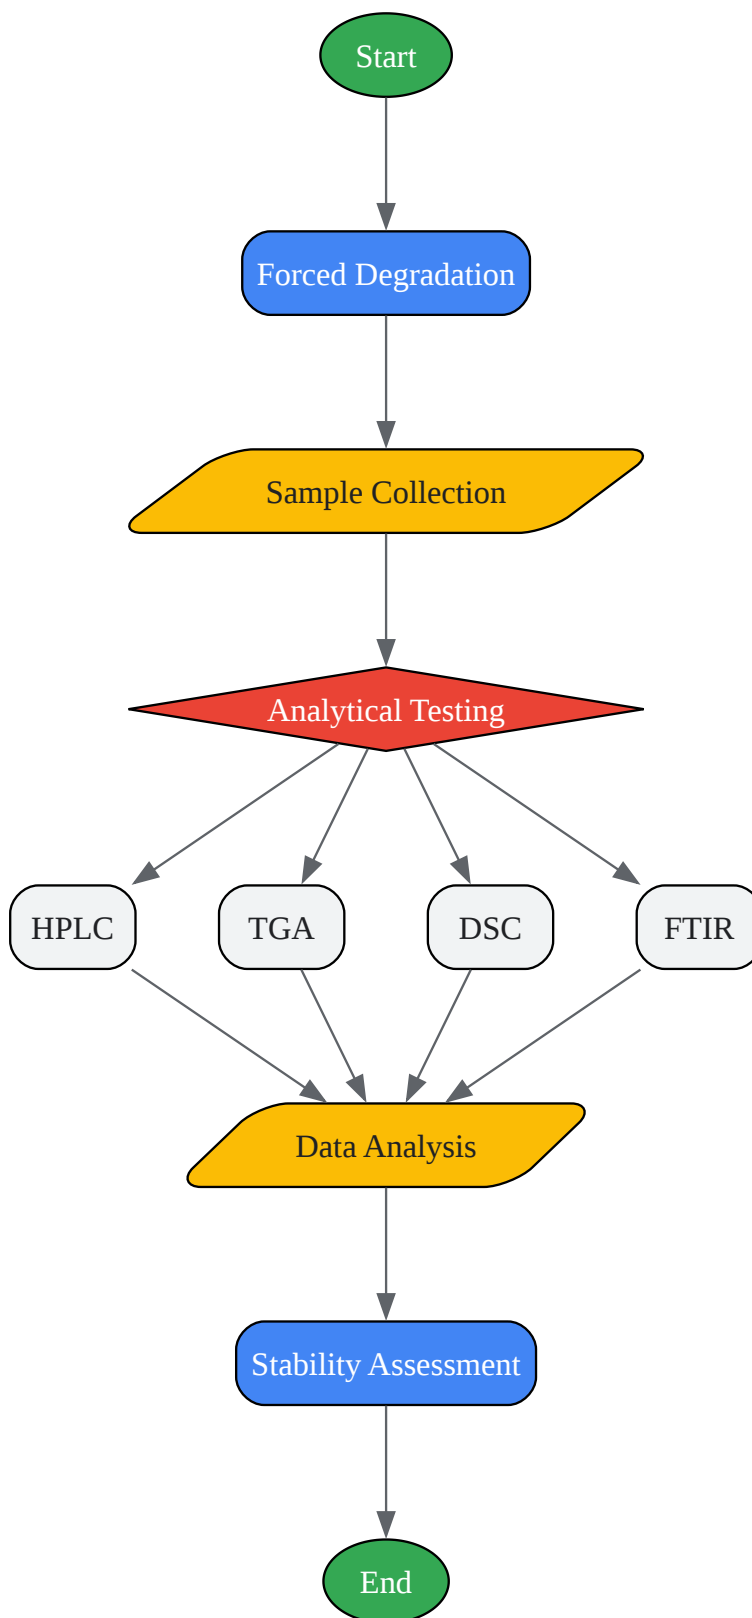 Start
Forced Degradation
Sample Collection
Analytical Testing
HPLC
TGA
DSC
FTIR
Data Analysis
Stability Assessment
End